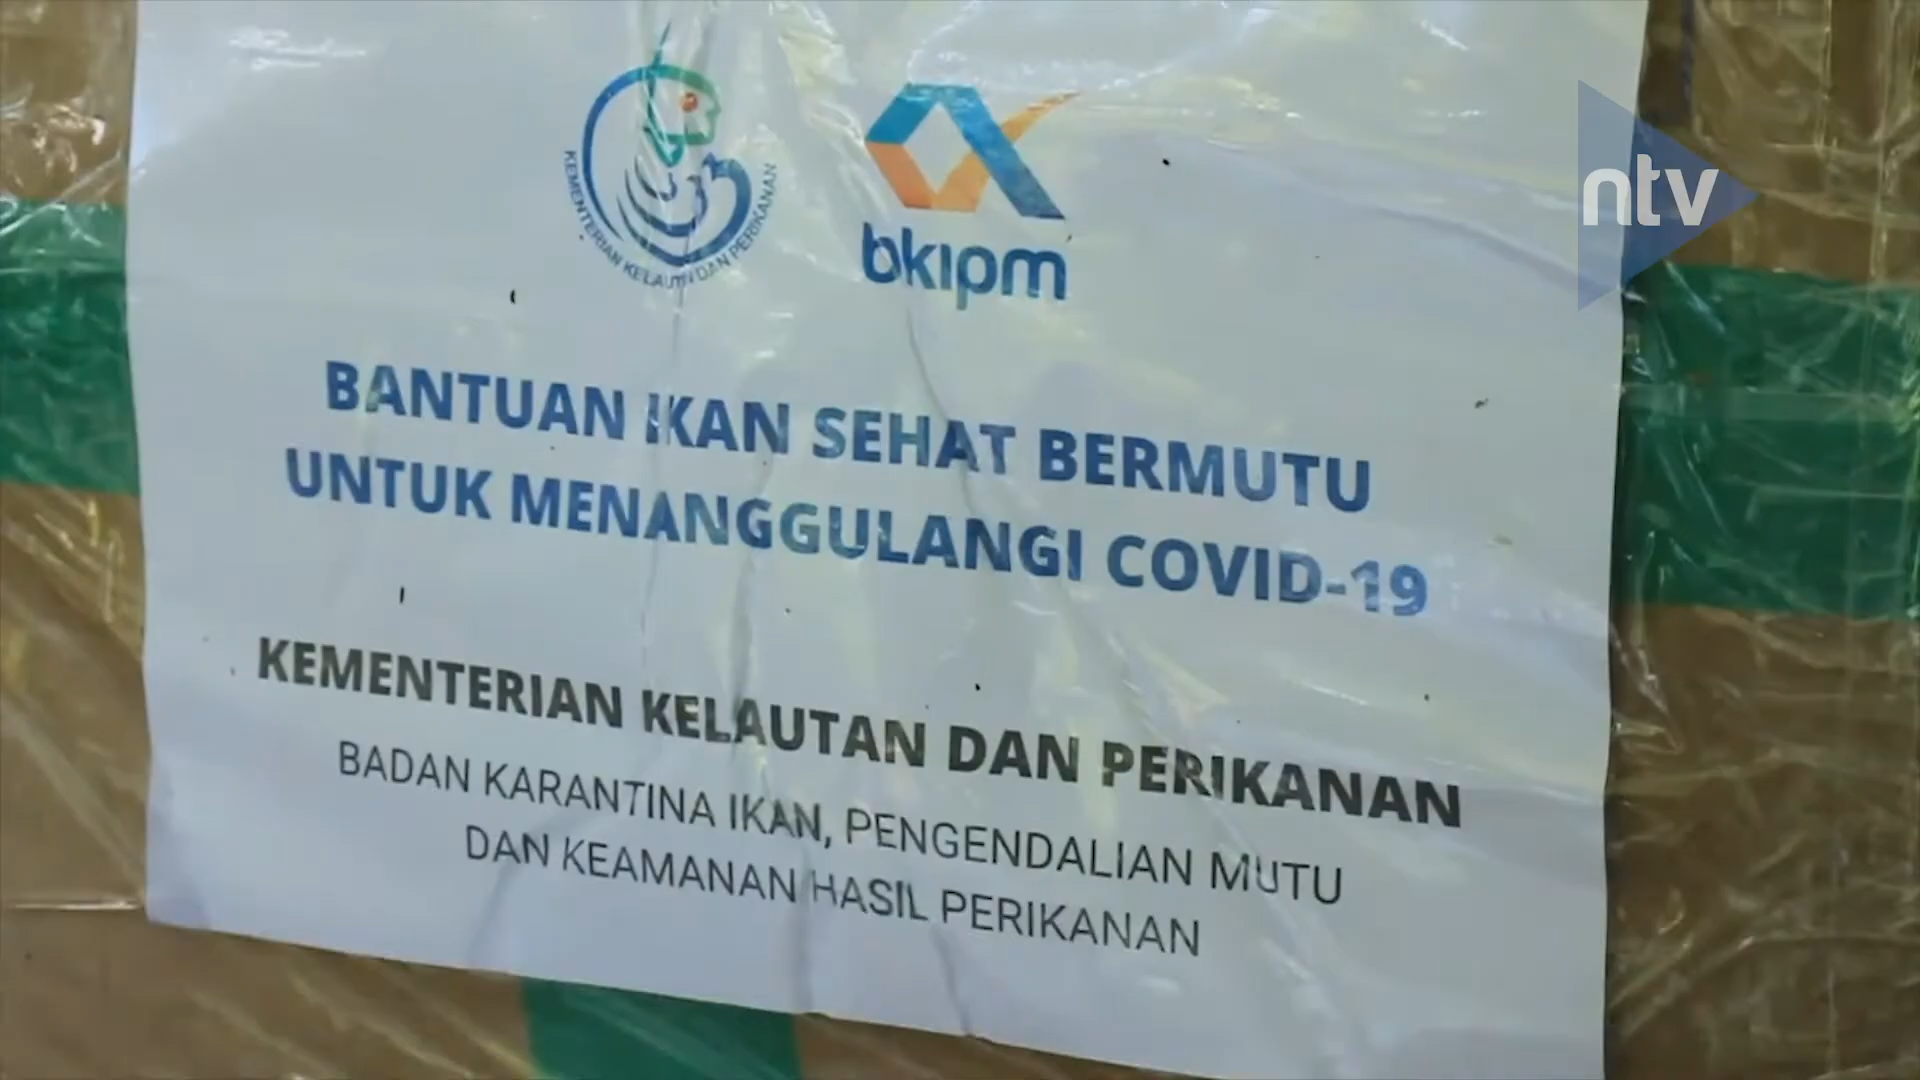 KEMENTERIAN KELAUTN DAN PERIKANAN
bkipm
ntv
BANTUAN IKAN SEHAT BERMUTU
UNTUK MENANGGULANGI COVID-19
KEMENTERIAN KELAUTAN DAN PERIKANAN
BADAN KARANTINA IKAN, PENGENDALIAN MUTU
DAN KEAMANAN HASIL PERIKANAN